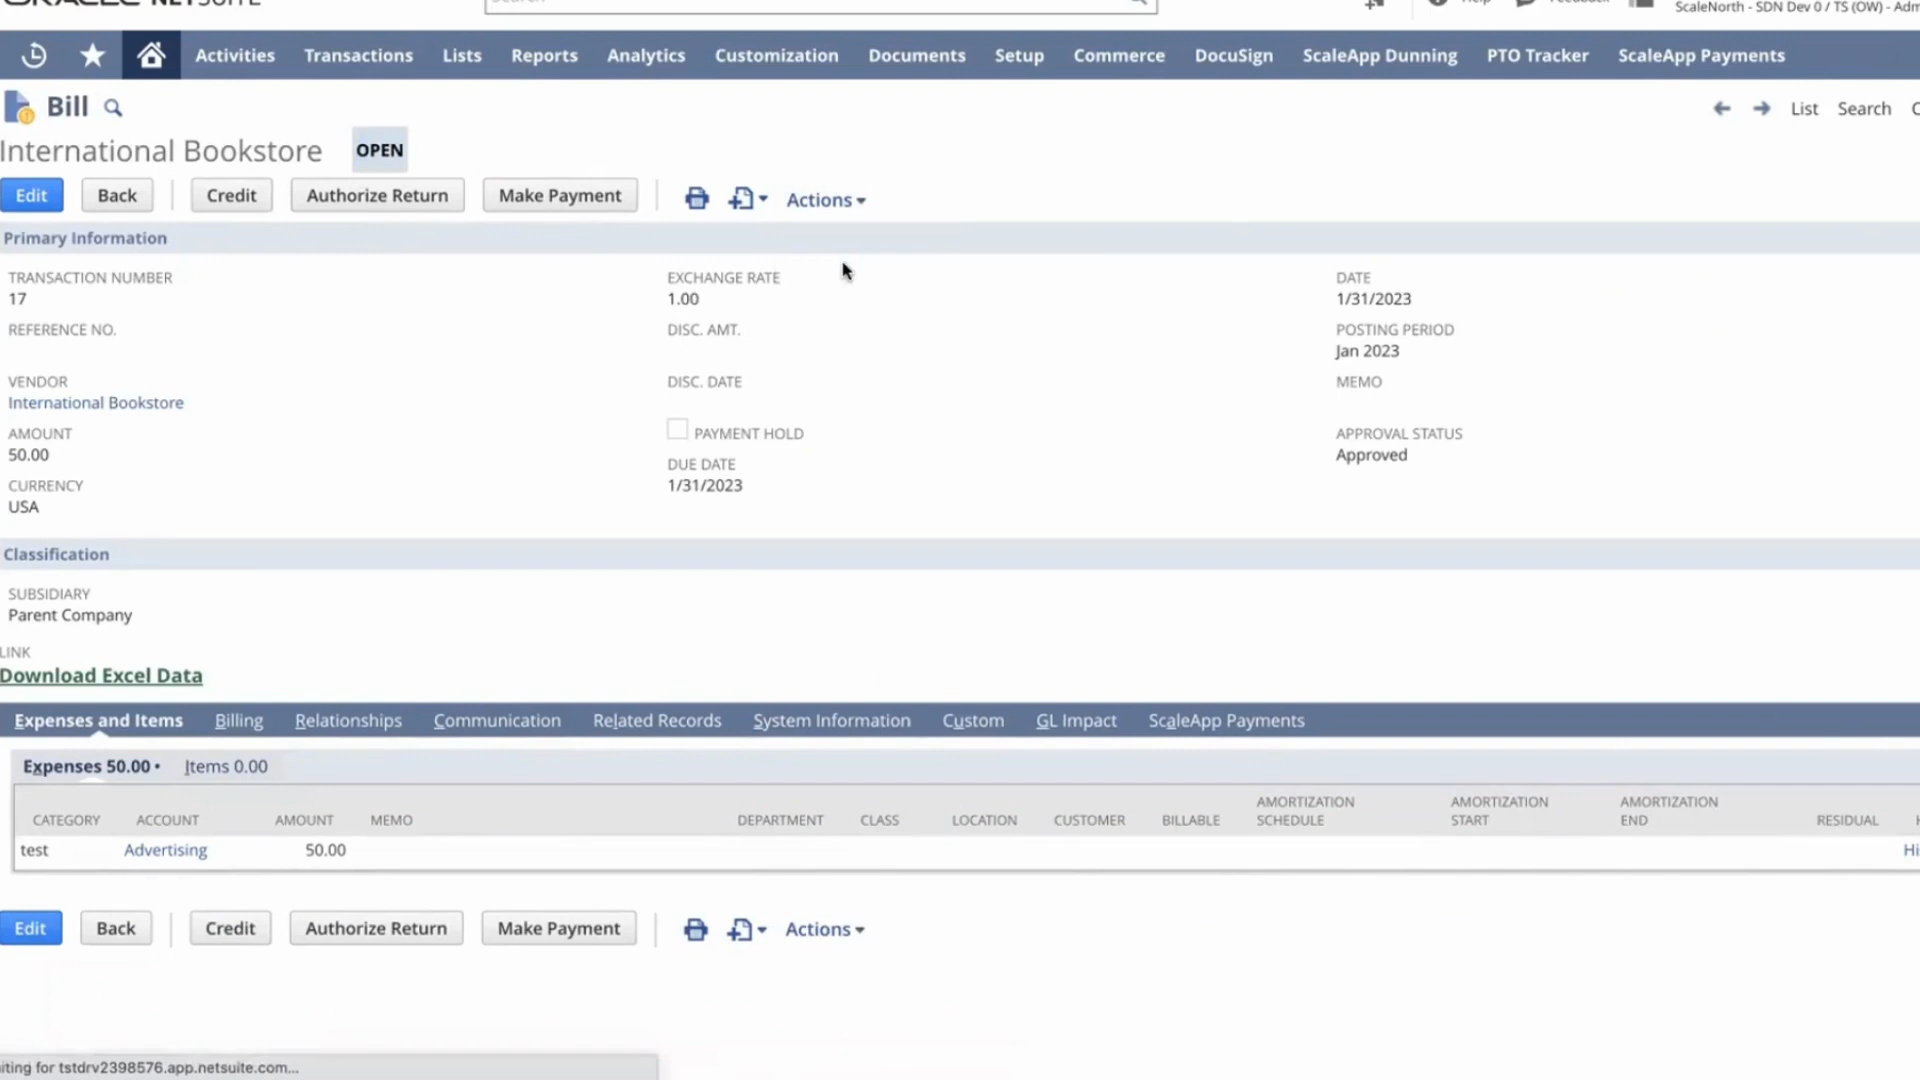 ORACLE NETSUITE
Search
Help
Feedback
ScaleNorth - SDN Dev 0 / TS (OW) -
Activities Transactions Lists Reports Analytics Customization Documents Setup Commerce DocuSign ScaleApp Dunning PTO Tracker ScaleApp Payments
Bill
List Search
International Bookstore OPEN
Edit Back Credit Authorize Return Make Payment Actions
Primary Information
TRANSACTION NUMBER
17
REFERENCE NO.
VENDOR
International Bookstore
AMOUNT
50.00
CURRENCY
USA
EXCHANGE RATE
1.00
DISC. AMT.
DISC. DATE
PAYMENT HOLD
DUE DATE
1/31/2023
DATE
1/31/2023
POSTING PERIOD
Jan 2023
MEMO
APPROVAL STATUS
Approved
Classification
SUBSIDIARY
Parent Company
LINK
Download Excel Data
Expenses and Items Billing Relationships Communication Related Records System Information Custom GL Impact ScaleApp Payments
Expenses 50.00 • Items 0.00
CATEGORY ACCOUNT AMOUNT MEMO DEPARTMENT CLASS LOCATION CUSTOMER BILLABLE AMORTIZATION SCHEDULE AMORTIZATION START AMORTIZATION END RESIDUAL
test Advertising 50.00
Edit Back Credit Authorize Return Make Payment Actions
iting for tstdrv2398576.app.netsuite.com...